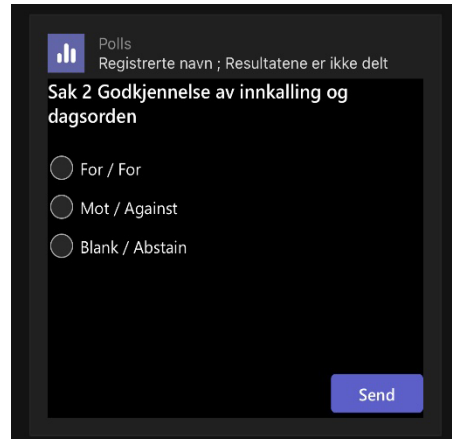 Polls
Registrerte navn ; Resultatene er ikke delt
Sak 2 Godkjennelse av innkalling og
dagsorden
For / For
Mot / Against
Blank / Abstain
Send